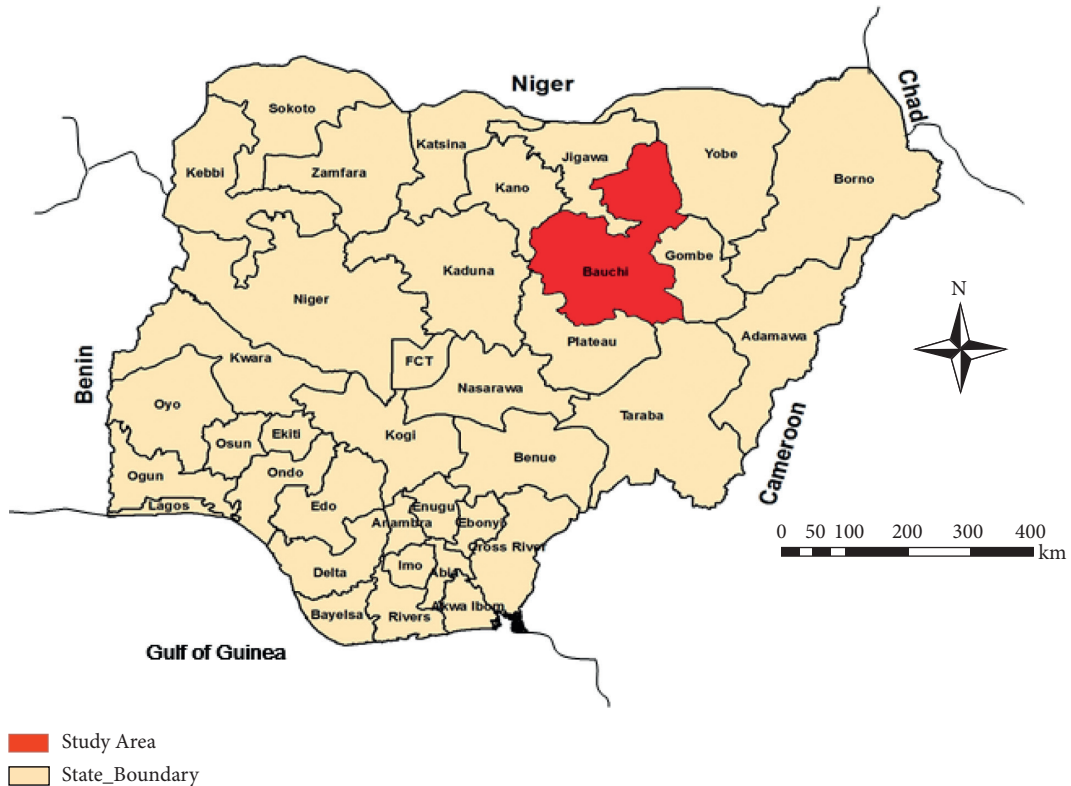 Niger
Chad
Sokoto
Katsina
Jigawa
Yobe
Kebbi
Zamfara
Kano
Borno
Kaduna
Bauchi
Gombe
Niger
N
Adamawa
Plateau
Kwara
FCT
Benin
Nasarawa
Oyo
Taraba
Ekiti
Kogi
Osun
Benue
Cameroon
Ondo
Ogun
Lagos
Edo
Enugu
Anambra
Ebonyo
Cross River
Imo
Abia
Delta
Akwa Ibom
Bayelsa
Rivers
0 50 100 200 300 400
km
Gulf of Guinea
Study Area
State_Boundary